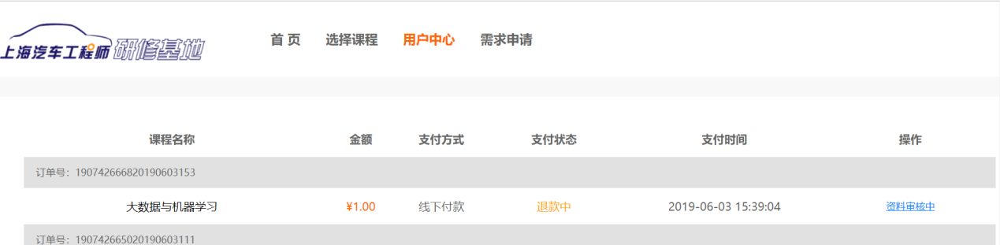 上海汽车工程师研修基地
首 页 选择课程 用户中心 需求申请
课程名称 金额 支付方式 支付状态 支付时间 操作
订单号：190742666820190603153
大数据与机器学习 ¥1.00 线下付款 退款中 2019-06-03 15:39:04 资料审核中
订单号：190742665020190603111